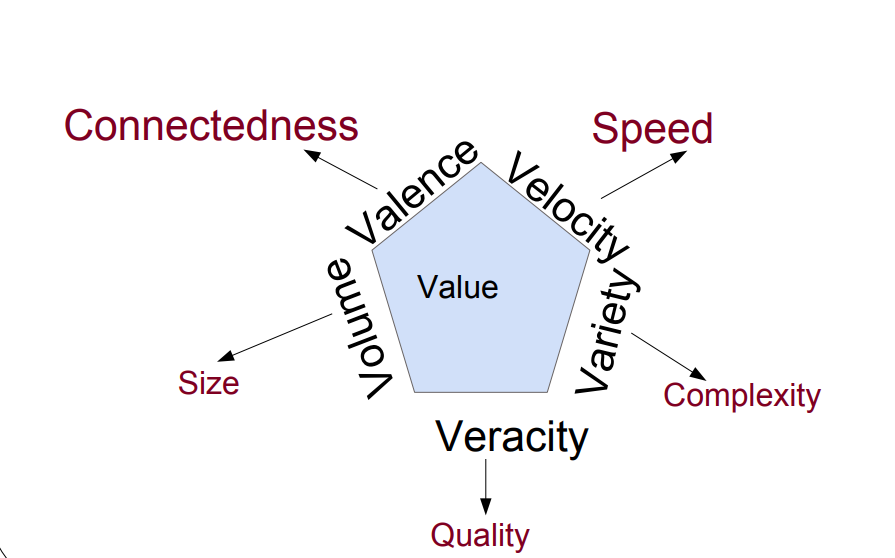 Connectedness
Speed
Valence
Velocity
Value
Volume
Variety
Size
Complexity
Veracity
Quality